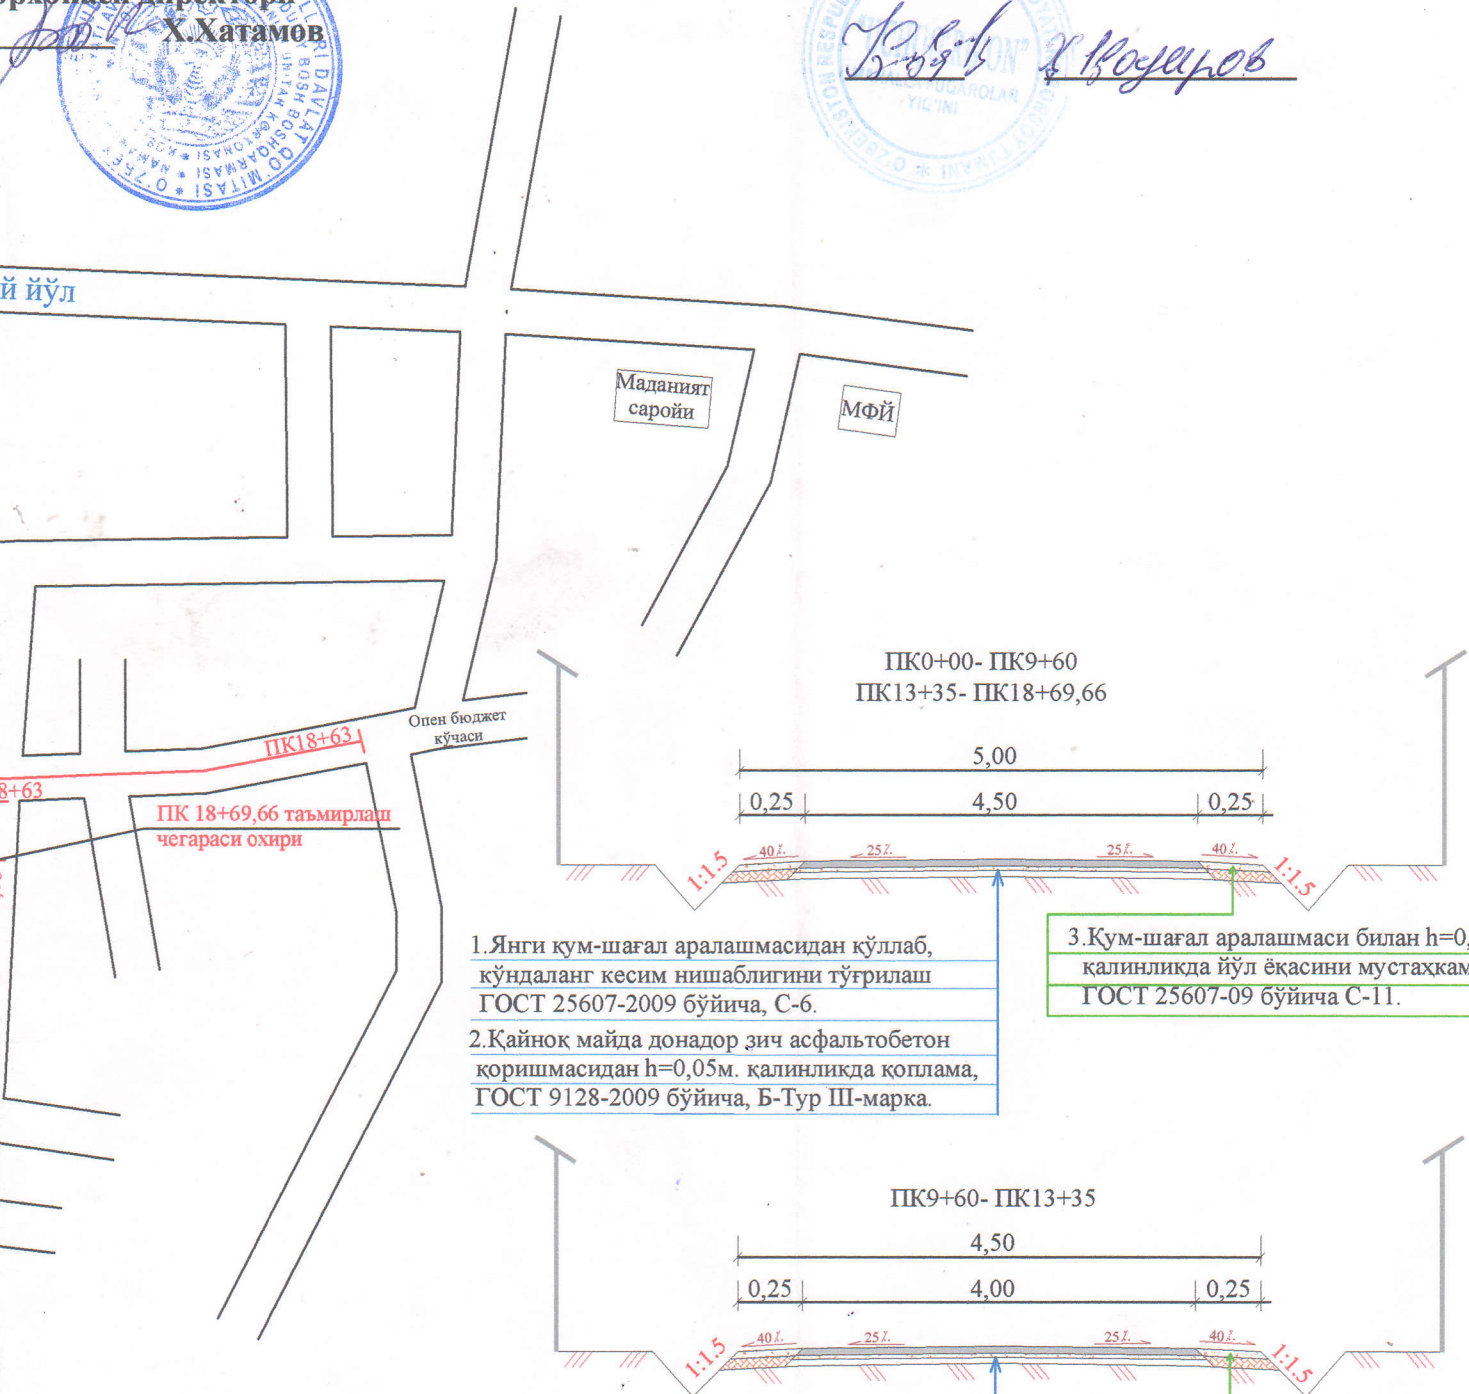 директори
Х.Хатамов
й йўл
Маданият
саройи
МФЙ
Опен бюджет
кўчаси
ПК18+63
8+63
ПК 18+69,66 таъмирлаш
чегараси охири
ПК0+00- ПК9+60
ПК13+35- ПК18+69,66
5,00
0,25 4,50 0,25
40‰ 25‰ 25‰ 40‰
1:1.5 1:1.5
1.Янги қум-шағал аралашмасидан қўллаб,
кўндаланг кесим нишаблигини тўғрилаш
ГОСТ 25607-2009 бўйича, С-6.
2.Қайноқ майда донадор зич асфальтобетон
қоришмасидан h=0,05м. қалинликда қоплама,
ГОСТ 9128-2009 бўйича, Б-Тур Ш-марка.
3.Қум-шағал аралашмаси билан h=0,
қалинликда йўл ёқасини мустаҳкам
ГОСТ 25607-09 бўйича С-11.
ПК9+60- ПК13+35
4,50
0,25 4,00 0,25
40‰ 25‰ 25‰ 40‰
1:1.5 1:1.5